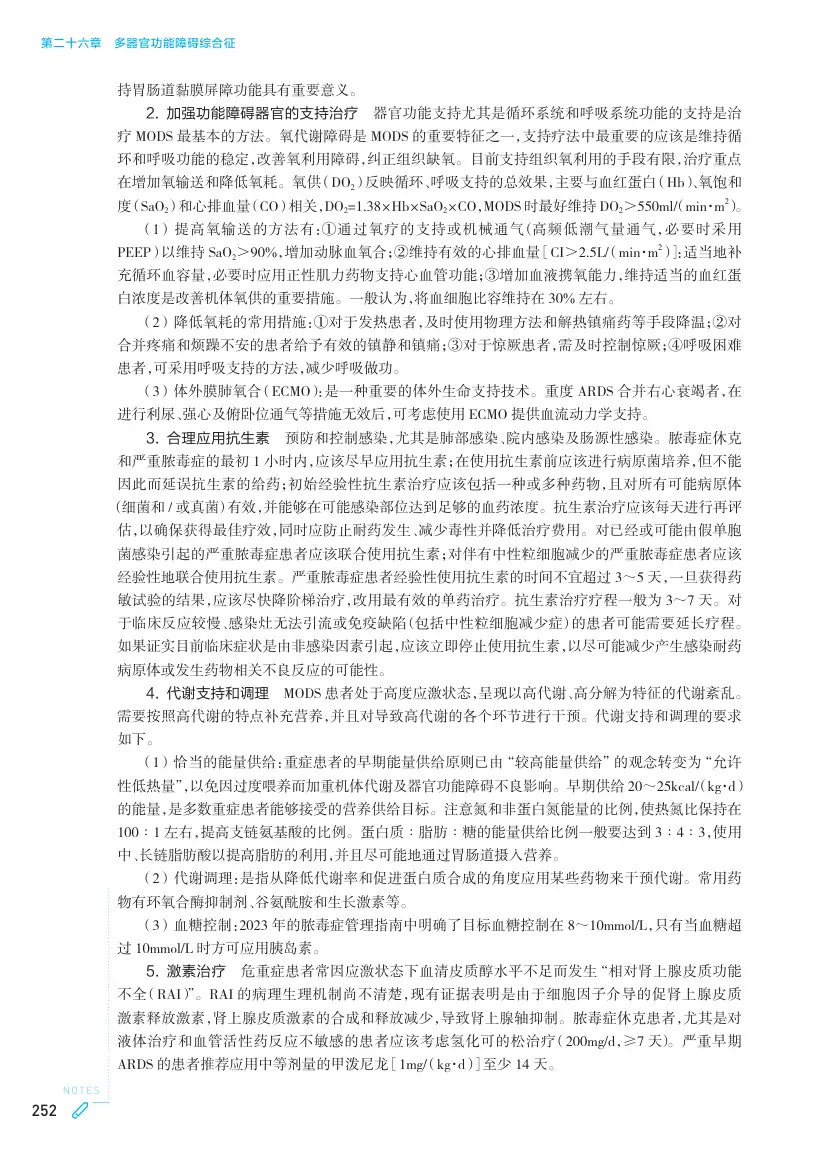 第二十六章 多器官功能障碍综合征
持胃肠道黏膜屏障功能具有重要意义。
2. 加强功能障碍器官的支持治疗 器官功能支持尤其是循环系统和呼吸系统功能的支持是治
疗 MODS 最基本的方法。氧代谢障碍是 MODS 的重要特征之一，支持疗法中最重要的应该是维持循
环和呼吸功能的稳定，改善氧利用障碍，纠正组织缺氧。目前支持组织氧利用的手段有限，治疗重点
在增加氧输送和降低氧耗。氧供（DO₂）反映循环、呼吸支持的总效果，主要与血红蛋白（Hb）、氧饱和
度（SaO₂）和心排血量（CO）相关，DO₂=1.38×Hb×SaO₂×CO，MODS 时最好维持 DO₂＞550ml/（min·m²）。
（1）提高氧输送的方法有：①通过氧疗的支持或机械通气（高频低潮气量通气，必要时采用
PEEP）以维持 SaO₂＞90%，增加动脉血氧合；②维持有效的心排血量［CI＞2.5L/（min·m²）］：适当地补
充循环血容量，必要时应用正性肌力药物支持心血管功能；③增加血液携氧能力，维持适当的血红蛋
白浓度是改善机体氧供的重要措施。一般认为，将血细胞比容维持在 30% 左右。
（2）降低氧耗的常用措施：①对于发热患者，及时使用物理方法和解热镇痛药等手段降温；②对
合并疼痛和烦躁不安的患者给予有效的镇静和镇痛；③对于惊厥患者，需及时控制惊厥；④呼吸困难
患者，可采用呼吸支持的方法，减少呼吸做功。
（3）体外膜肺氧合（ECMO）：是一种重要的体外生命支持技术。重度 ARDS 合并右心衰竭者，在
进行利尿、强心及俯卧位通气等措施无效后，可考虑使用 ECMO 提供血流动力学支持。
3. 合理应用抗生素 预防和控制感染，尤其是肺部感染、院内感染及肠源性感染。脓毒症休克
和严重脓毒症的最初 1 小时内，应该尽早应用抗生素；在使用抗生素前应该进行病原菌培养，但不能
因此而延误抗生素的给药；初始经验性抗生素治疗应该包括一种或多种药物，且对所有可能病原体
（细菌和 / 或真菌）有效，并能够在可能感染部位达到足够的血药浓度。抗生素治疗应该每天进行再评
估，以确保获得最佳疗效，同时应防止耐药发生、减少毒性并降低治疗费用。对已经或可能由假单胞
菌感染引起的严重脓毒症患者应该联合使用抗生素；对伴有中性粒细胞减少的严重脓毒症患者应该
经验性地联合使用抗生素。严重脓毒症患者经验性使用抗生素的时间不宜超过 3～5 天，一旦获得药
敏试验的结果，应该尽快降阶梯治疗，改用最有效的单药治疗。抗生素治疗疗程一般为 3～7 天。对
于临床反应较慢、感染灶无法引流或免疫缺陷（包括中性粒细胞减少症）的患者可能需要延长疗程。
如果证实目前临床症状是由非感染因素引起，应该立即停止使用抗生素，以尽可能减少产生感染耐药
病原体或发生药物相关不良反应的可能性。
4. 代谢支持和调理 MODS 患者处于高度应激状态，呈现以高代谢、高分解为特征的代谢紊乱。
需要按照高代谢的特点补充营养，并且对导致高代谢的各个环节进行干预。代谢支持和调理的要求
如下。
（1）恰当的能量供给：重症患者的早期能量供给原则已由“较高能量供给”的观念转变为“允许
性低热量”，以免因过度喂养而加重机体代谢及器官功能障碍不良影响。早期供给 20～25kcal/（kg·d）
的能量，是多数重症患者能够接受的营养供给目标。注意氮和非蛋白氮能量的比例，使热氮比保持在
100∶1 左右，提高支链氨基酸的比例。蛋白质∶脂肪∶糖的能量供给比例一般要达到 3∶4∶3，使用
中、长链脂肪酸以提高脂肪的利用，并且尽可能地通过胃肠道摄入营养。
（2）代谢调理：是指从降低代谢率和促进蛋白质合成的角度应用某些药物来干预代谢。常用药
物有环氧合酶抑制剂、谷氨酰胺和生长激素等。
（3）血糖控制：2023 年的脓毒症管理指南中明确了目标血糖控制在 8～10mmol/L，只有当血糖超
过 10mmol/L 时方可应用胰岛素。
5. 激素治疗 危重症患者常因应激状态下血清皮质醇水平不足而发生“相对肾上腺皮质功能
不全（RAI）”。RAI 的病理生理机制尚不清楚，现有证据表明是由于细胞因子介导的促肾上腺皮质
激素释放激素，肾上腺皮质激素的合成和释放减少，导致肾上腺轴抑制。脓毒症休克患者，尤其是对
液体治疗和血管活性药反应不敏感的患者应该考虑氢化可的松治疗（200mg/d，≥7 天）。严重早期
ARDS 的患者推荐应用中等剂量的甲泼尼龙［1mg/（kg·d）］至少 14 天。
NOTES
252